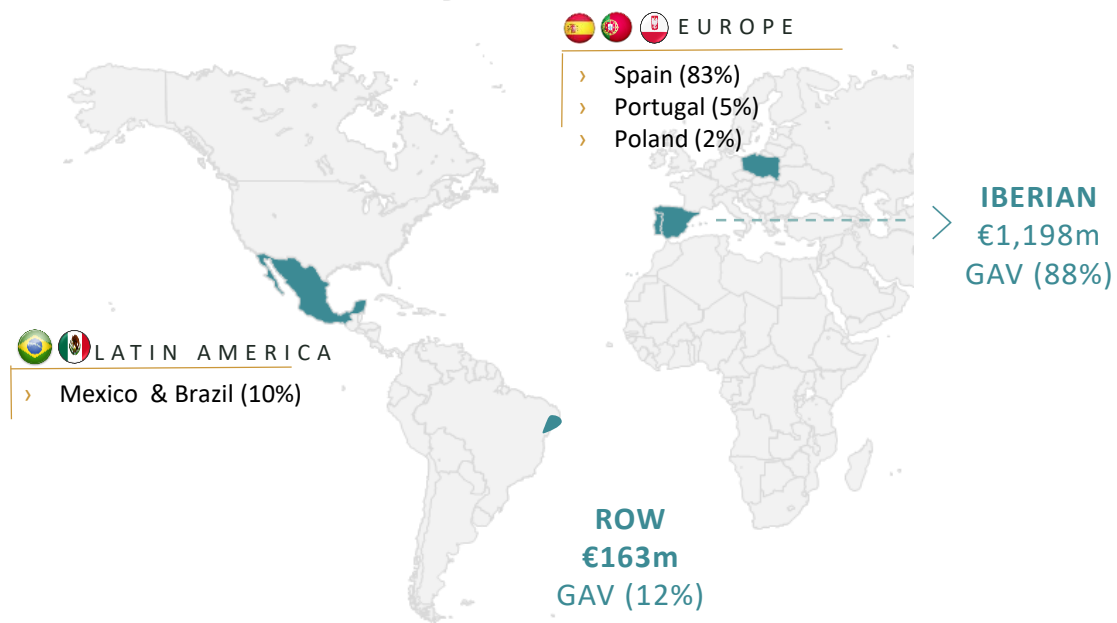 EUROPE
› Spain (83%)
› Portugal (5%)
› Poland (2%)
IBERIAN
€1,198m
GAV (88%)
LATIN AMERICA
› Mexico & Brazil (10%)
ROW
€163m
GAV (12%)